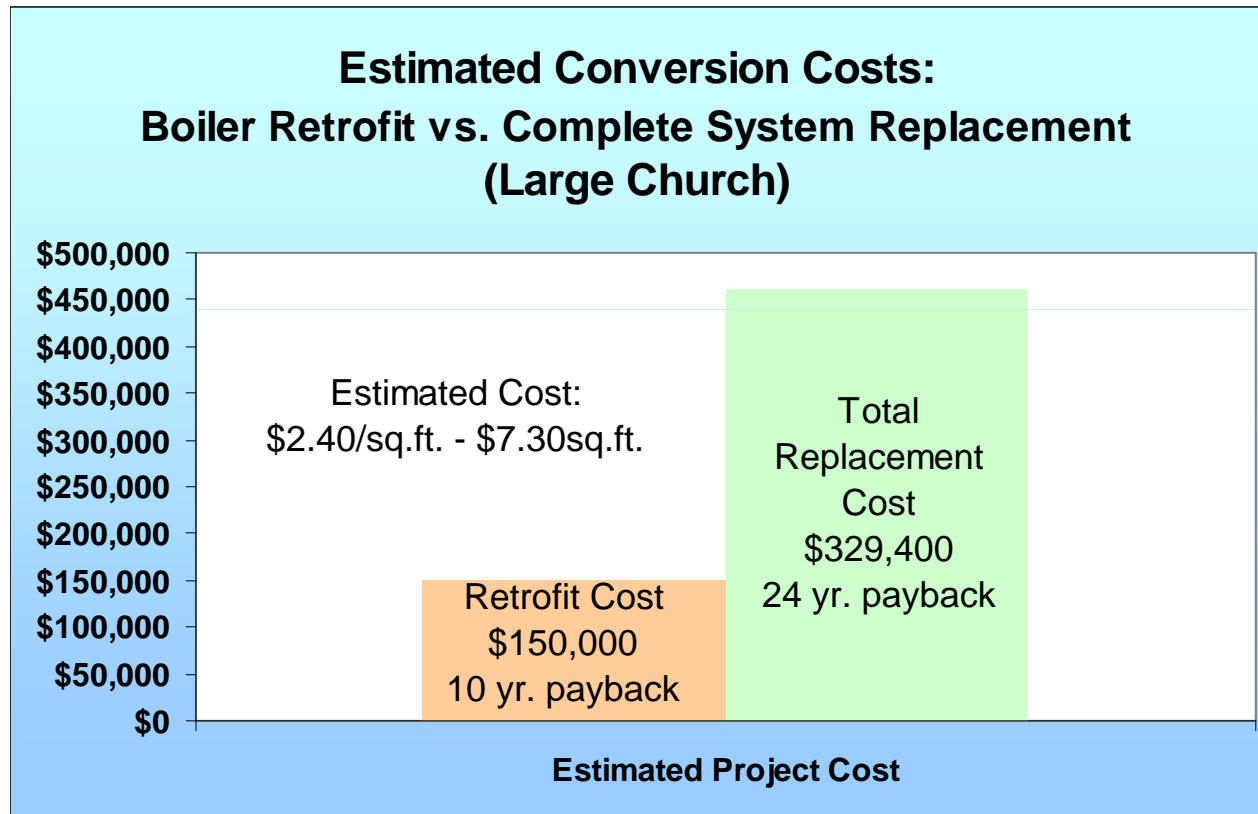 Estimated Conversion Costs:
Boiler Retrofit vs. Complete System Replacement
(Large Church)
$500,000
$450,000
$400,000
$350,000
$300,000
$250,000
$200,000
$150,000
$100,000
$50,000
$0
Estimated Cost:
$2.40/sq.ft. - $7.30sq.ft.
Retrofit Cost
$150,000
10 yr. payback
Total
Replacement
Cost
$329,400
24 yr. payback
Estimated Project Cost